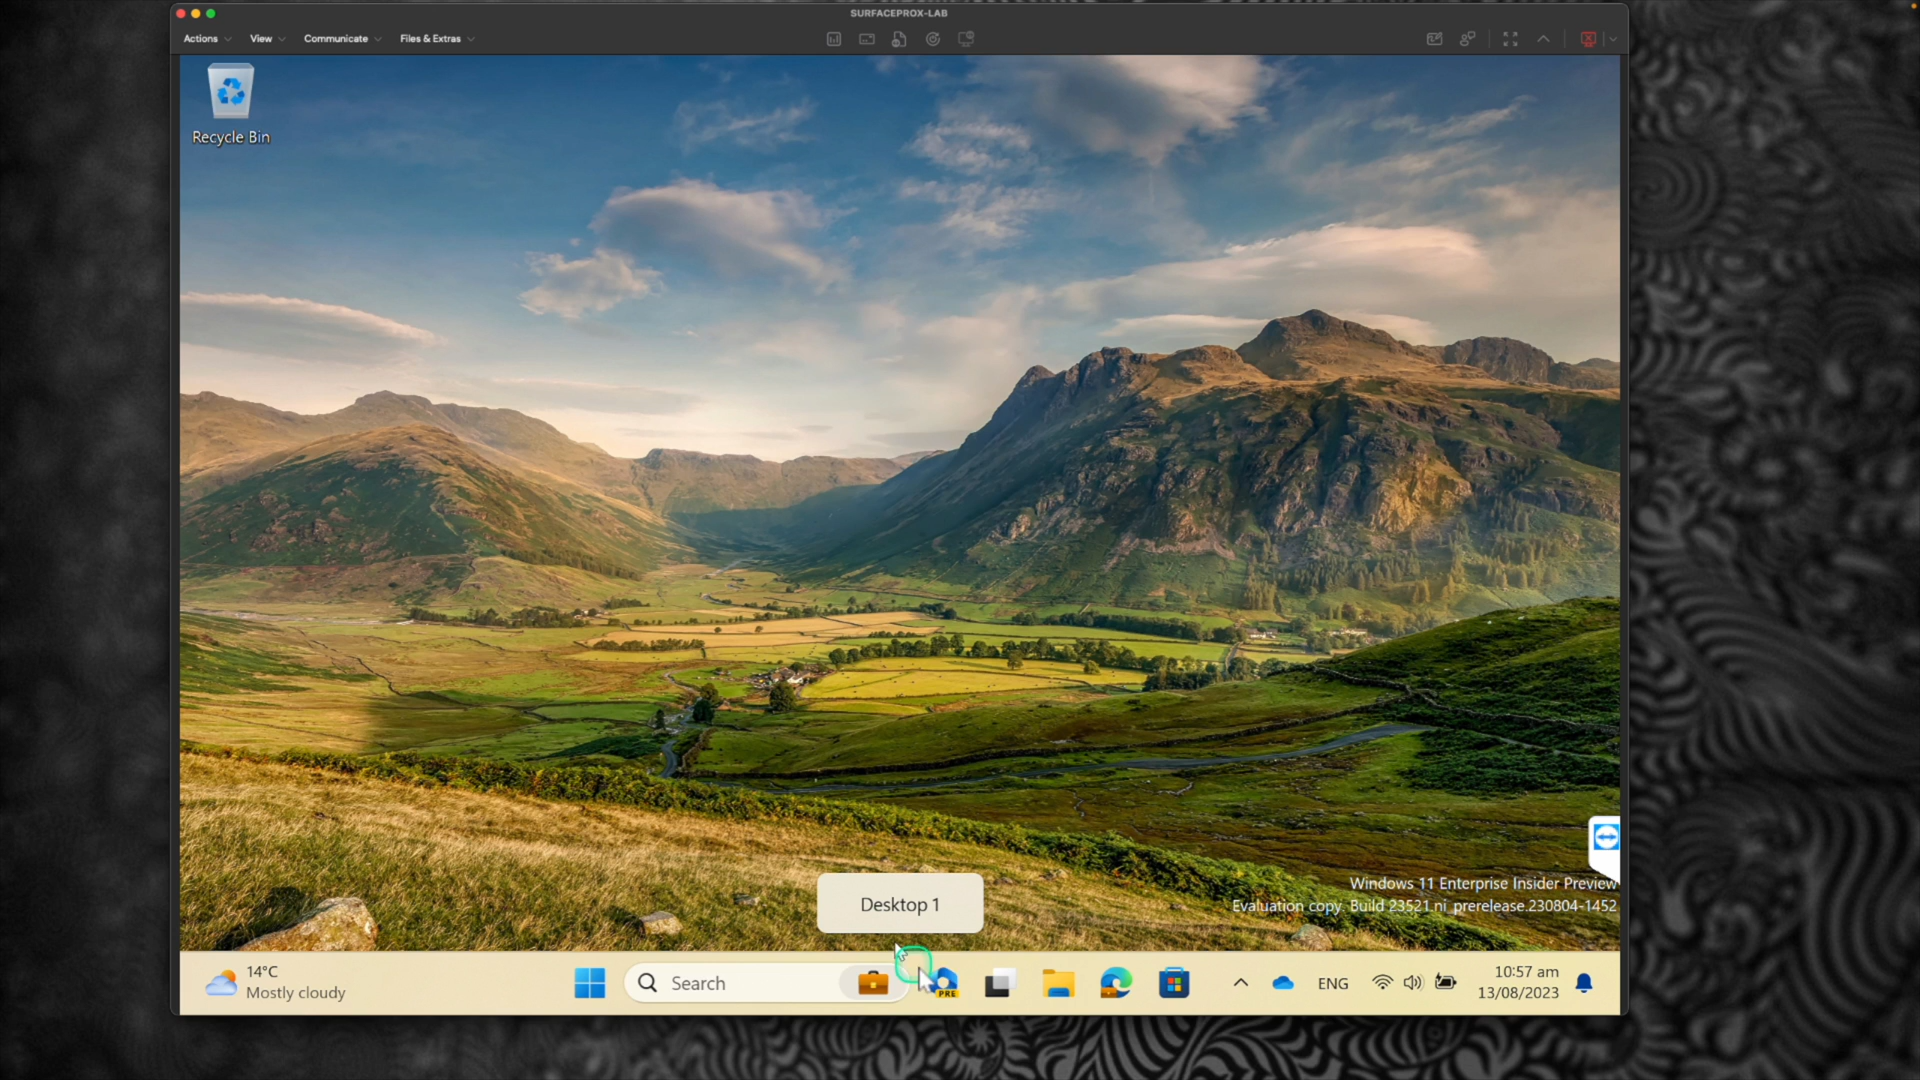 SURFACEPROX-LAB
Actions
View
Communicate
Files & Extras
Recycle Bin
Desktop 1
Windows 11 Enterprise Insider Preview
Evaluation copy. Build 23521.ni_prerelease.230804-1452
14°C
Mostly cloudy
Search
PRE
ENG
10:57 am
13/08/2023